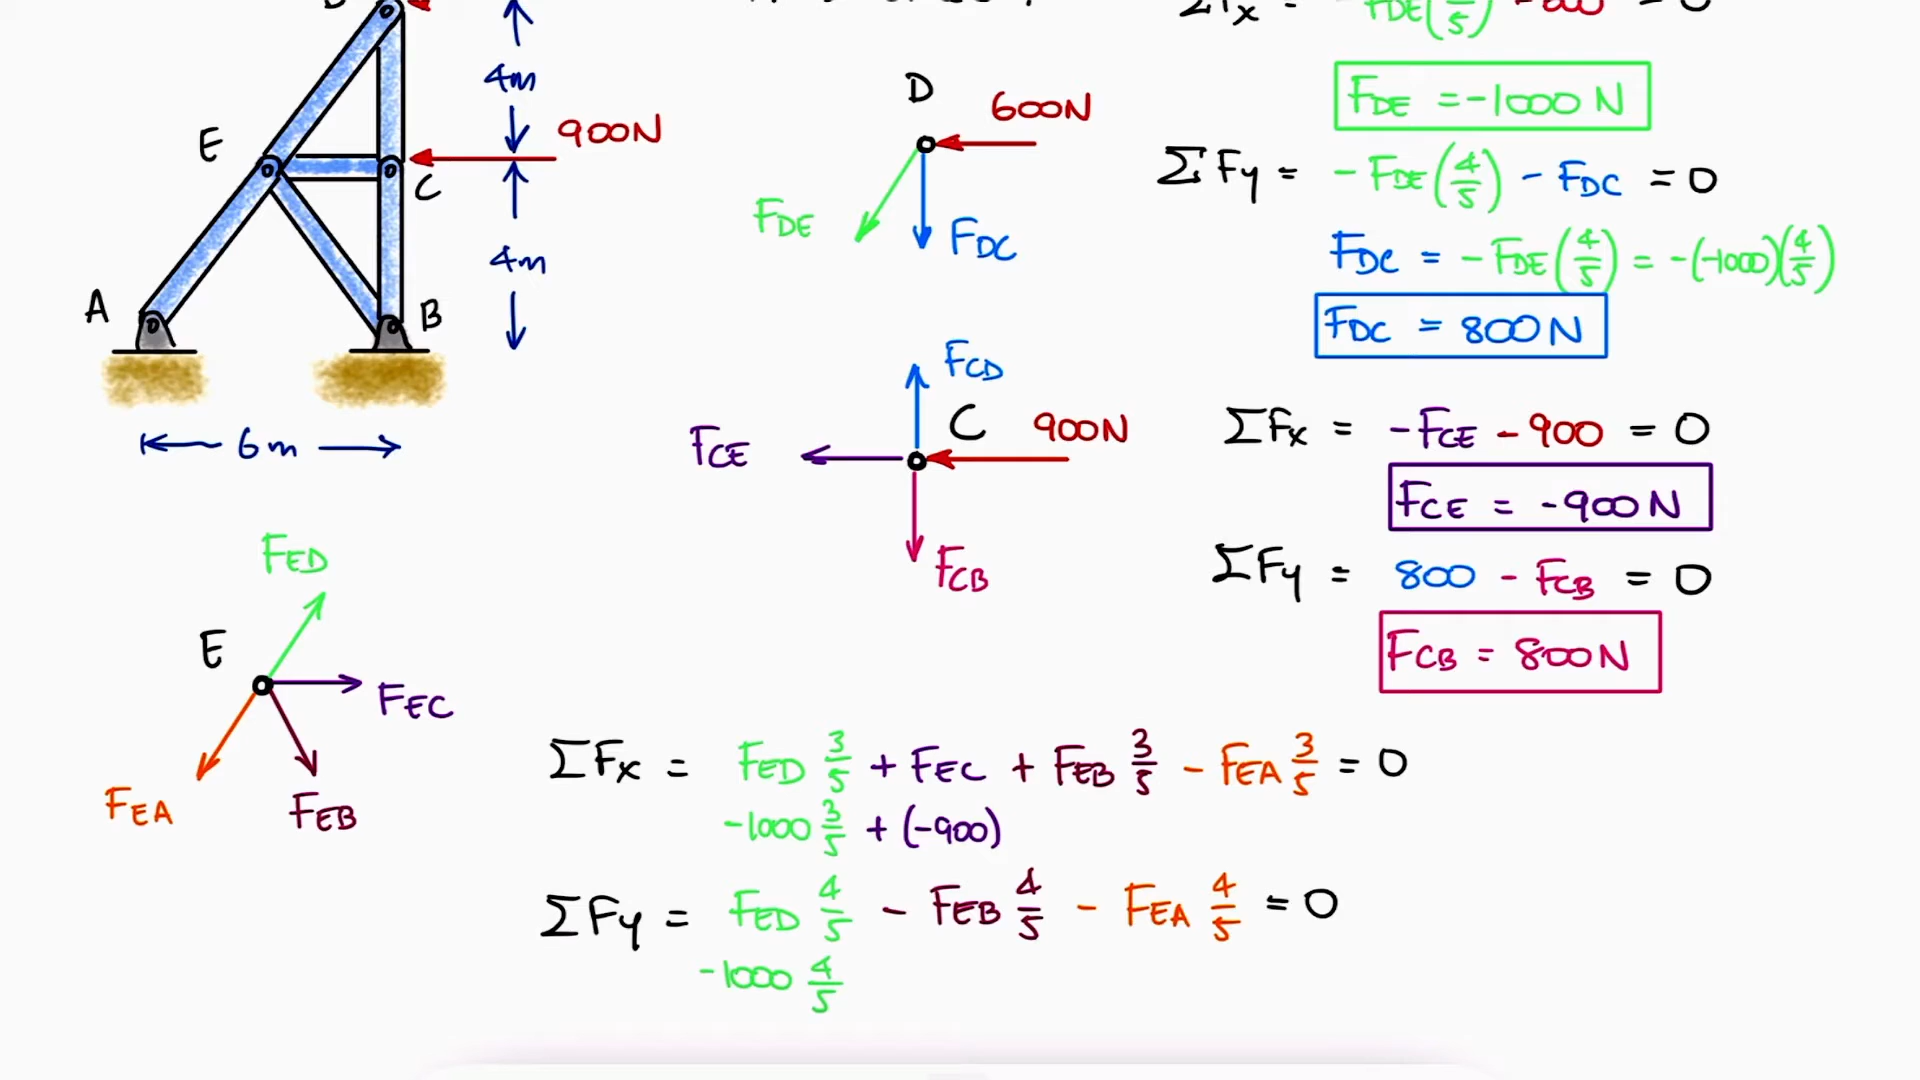 4m
E
900N
C
4m
A
B
6m
D
600N
FDE
FDC
FDE = -1000 N
ΣFy = - FDE(4/5) - FDC = 0
FDC = - FDE(4/5) = -(-1000)(4/5)
FDC = 800N
FCD
C
900N
FCE
FCB
ΣFx = -FCE - 900 = 0
FCE = -900N
ΣFy = 800 - FCB = 0
FCB = 800N
FED
E
FEC
FEA
FEB
ΣFx = FED 3/5 + FEC + FEB 3/5 - FEA 3/5 = 0
-1000 3/5 + (-900)
ΣFy = FED 4/5 - FEB 4/5 - FEA 4/5 = 0
-1000 4/5